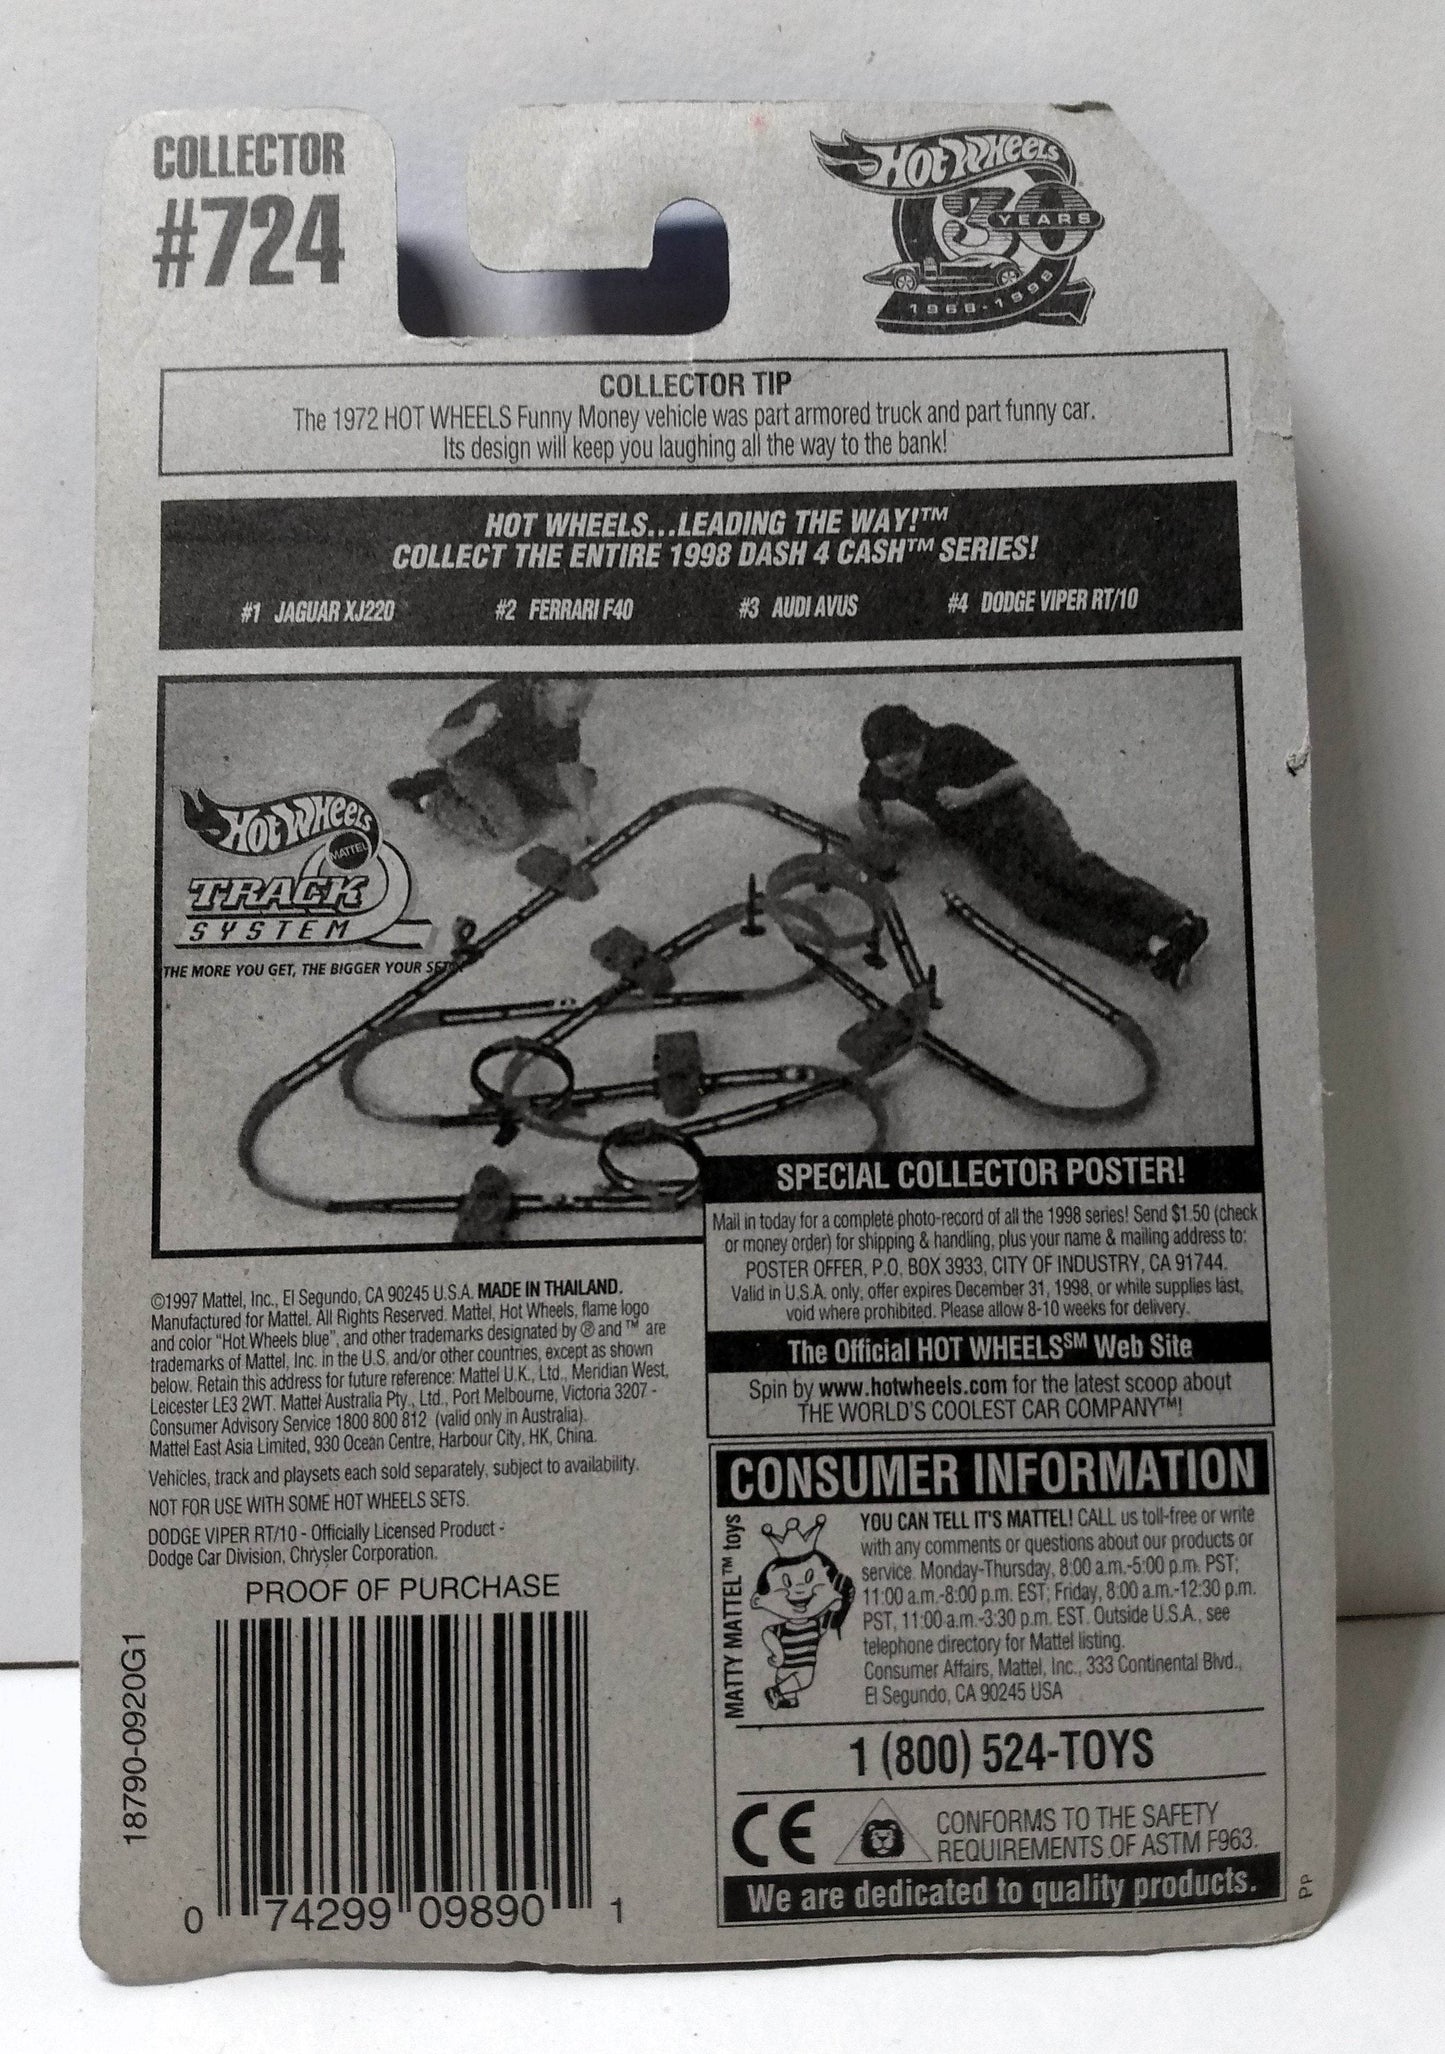 COLLECTOR
#724
HOT WHEELS
30
YEARS
1968-1998
COLLECTOR TIP
The 1972 HOT WHEELS Funny Money vehicle was part armored truck and part funny car.
Its design will keep you laughing all the way to the bank!
HOT WHEELS...LEADING THE WAY!™
COLLECT THE ENTIRE 1998 DASH 4 CASH™ SERIES!
#1 JAGUAR XJ220 #2 FERRARI F40 #3 AUDI AVUS #4 DODGE VIPER RT/10
HOT WHEELS
MATTEL
TRACK
SYSTEM
THE MORE YOU GET, THE BIGGER YOUR SET!
SPECIAL COLLECTOR POSTER!
Mail in today for a complete photo-record of all the 1998 series! Send $1.50 (check
or money order) for shipping & handling, plus your name & mailing address to:
POSTER OFFER, P.O. BOX 3933, CITY OF INDUSTRY, CA 91744.
Valid in U.S.A. only, offer expires December 31, 1998, or while supplies last,
void where prohibited. Please allow 8-10 weeks for delivery.
The Official HOT WHEELS℠ Web Site
Spin by www.hotwheels.com for the latest scoop about
THE WORLD'S COOLEST CAR COMPANY™!
©1997 Mattel, Inc., El Segundo, CA 90245 U.S.A. MADE IN THAILAND.
Manufactured for Mattel. All Rights Reserved. Mattel, Hot Wheels, flame logo
and color "Hot Wheels blue", and other trademarks designated by ® and ™ are
trademarks of Mattel, Inc. in the U.S. and/or other countries, except as shown
below. Retain this address for future reference: Mattel U.K., Ltd., Meridian West,
Leicester LE3 2WT. Mattel Australia Pty., Ltd., Port Melbourne, Victoria 3207 -
Consumer Advisory Service 1800 800 812 (valid only in Australia).
Mattel East Asia Limited, 930 Ocean Centre, Harbour City, HK, China.
Vehicles, track and playsets each sold separately, subject to availability.
NOT FOR USE WITH SOME HOT WHEELS SETS.
DODGE VIPER RT/10 - Officially Licensed Product -
Dodge Car Division, Chrysler Corporation.
PROOF OF PURCHASE
18790-0920G1
0 74299 09890 1
CONSUMER INFORMATION
MATTY MATTEL™ toys
YOU CAN TELL IT'S MATTEL! CALL us toll-free or write
with any comments or questions about our products or
service. Monday-Thursday, 8:00 a.m.-5:00 p.m. PST;
11:00 a.m.-8:00 p.m. EST; Friday, 8:00 a.m.-12:30 p.m.
PST, 11:00 a.m.-3:30 p.m. EST. Outside U.S.A., see
telephone directory for Mattel listing.
Consumer Affairs, Mattel, Inc., 333 Continental Blvd.,
El Segundo, CA 90245 USA
1 (800) 524-TOYS
CE
CONFORMS TO THE SAFETY
REQUIREMENTS OF ASTM F963.
We are dedicated to quality products.
PP